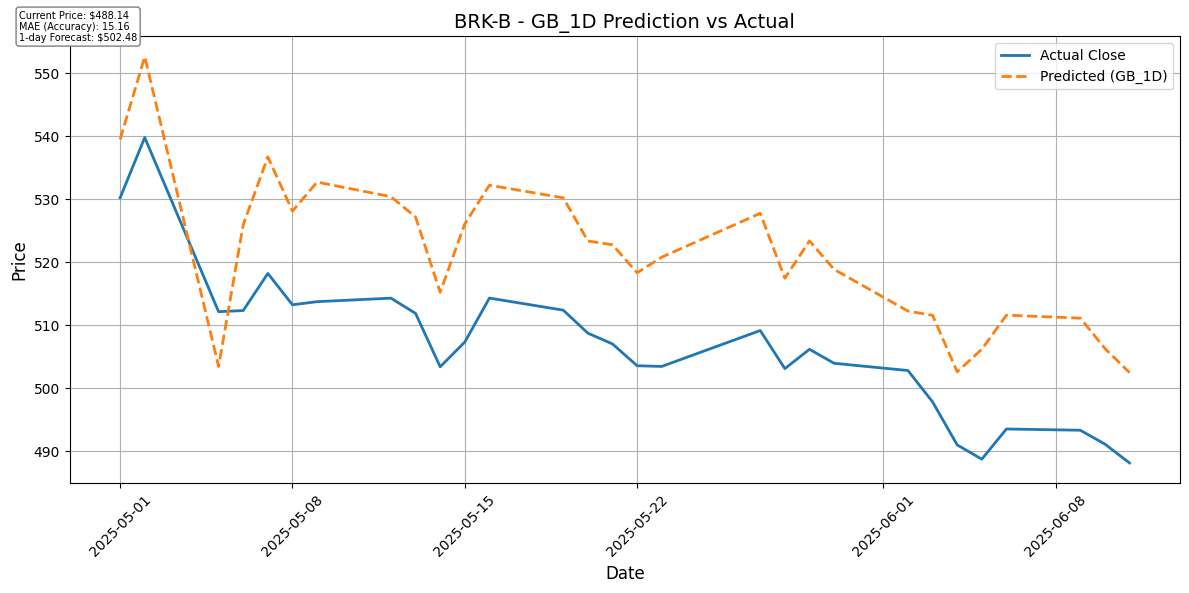 Current Price: $488.14
MAE (Accuracy): 15.16
1-day Forecast: $502.48
BRK-B - GB_1D Prediction vs Actual
Actual Close
Predicted (GB_1D)
Price
550
540
530
520
510
500
490
2025-05-01
2025-05-08
2025-05-15
2025-05-22
2025-06-01
2025-06-08
Date